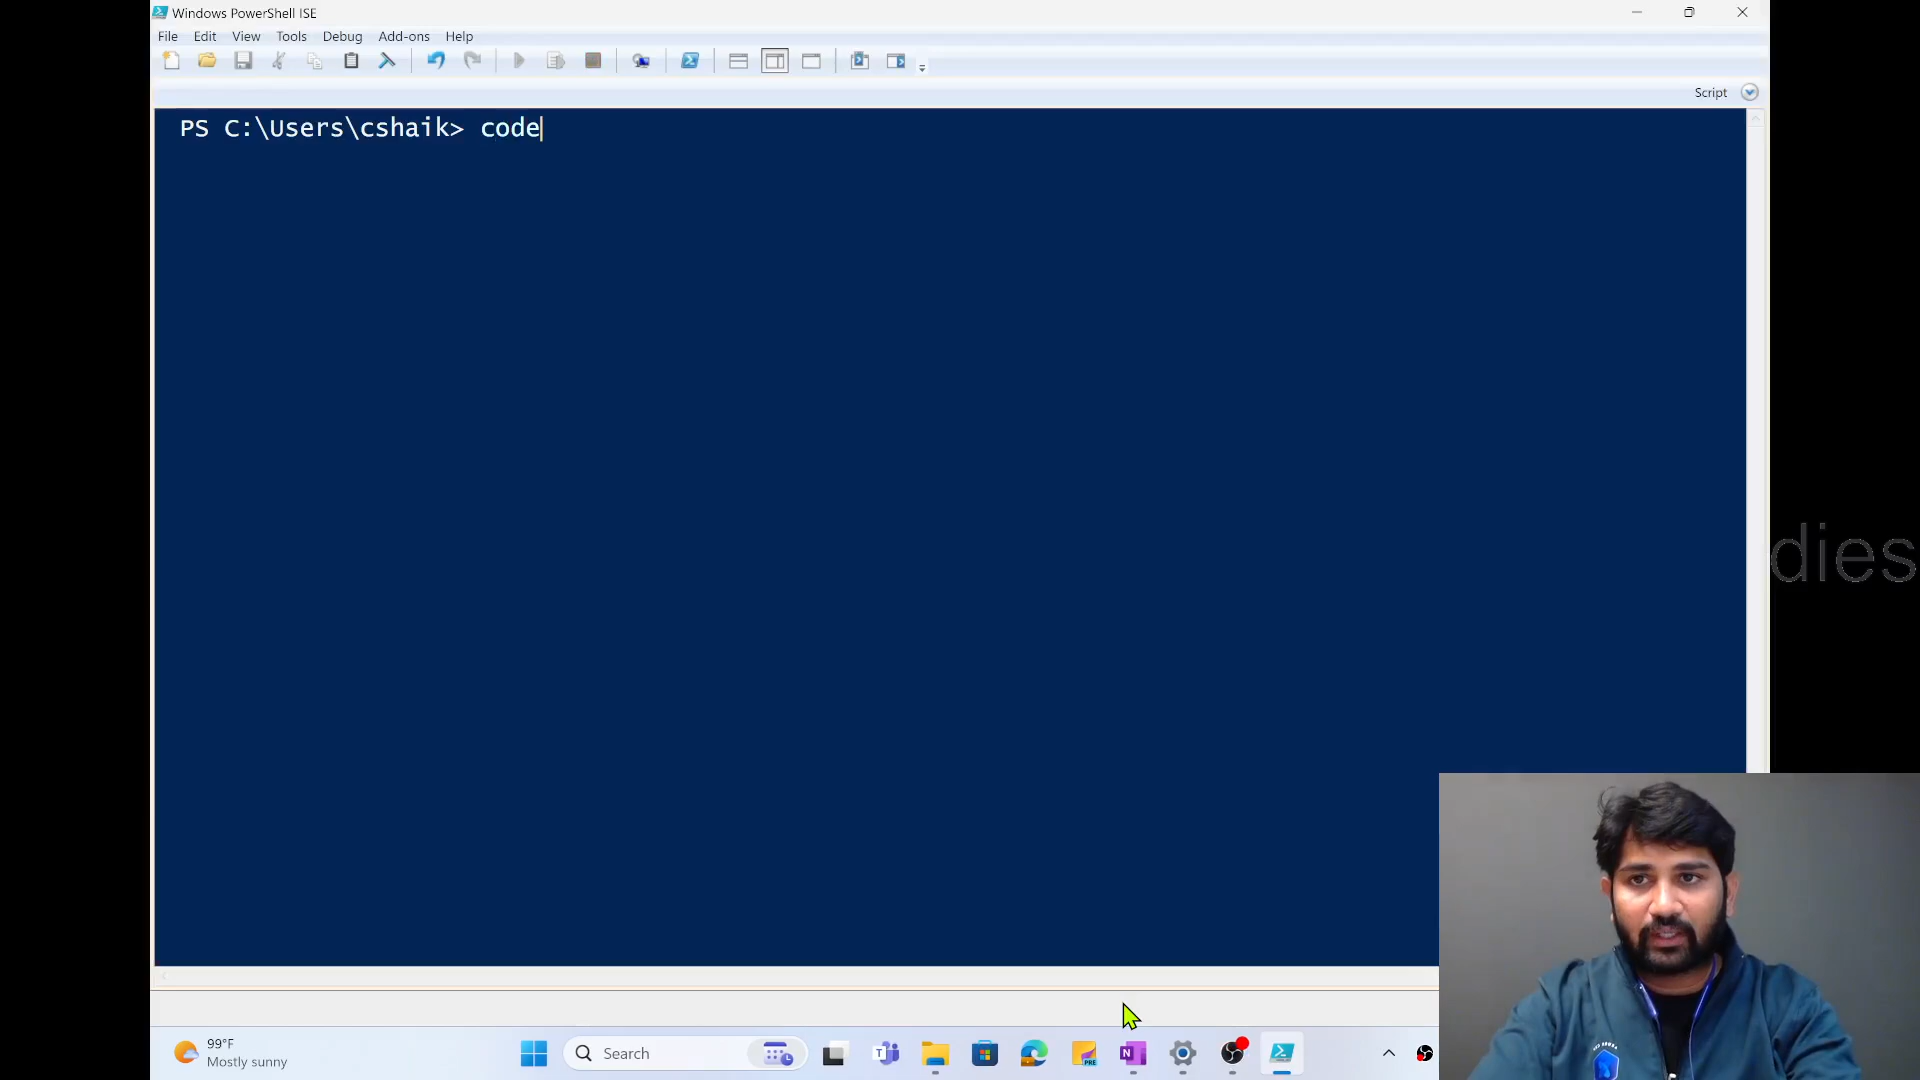 Windows PowerShell ISE
File Edit View Tools Debug Add-ons Help
Script
PS C:\Users\cshaik> code
dies
99°F
Mostly sunny
Search
PRE